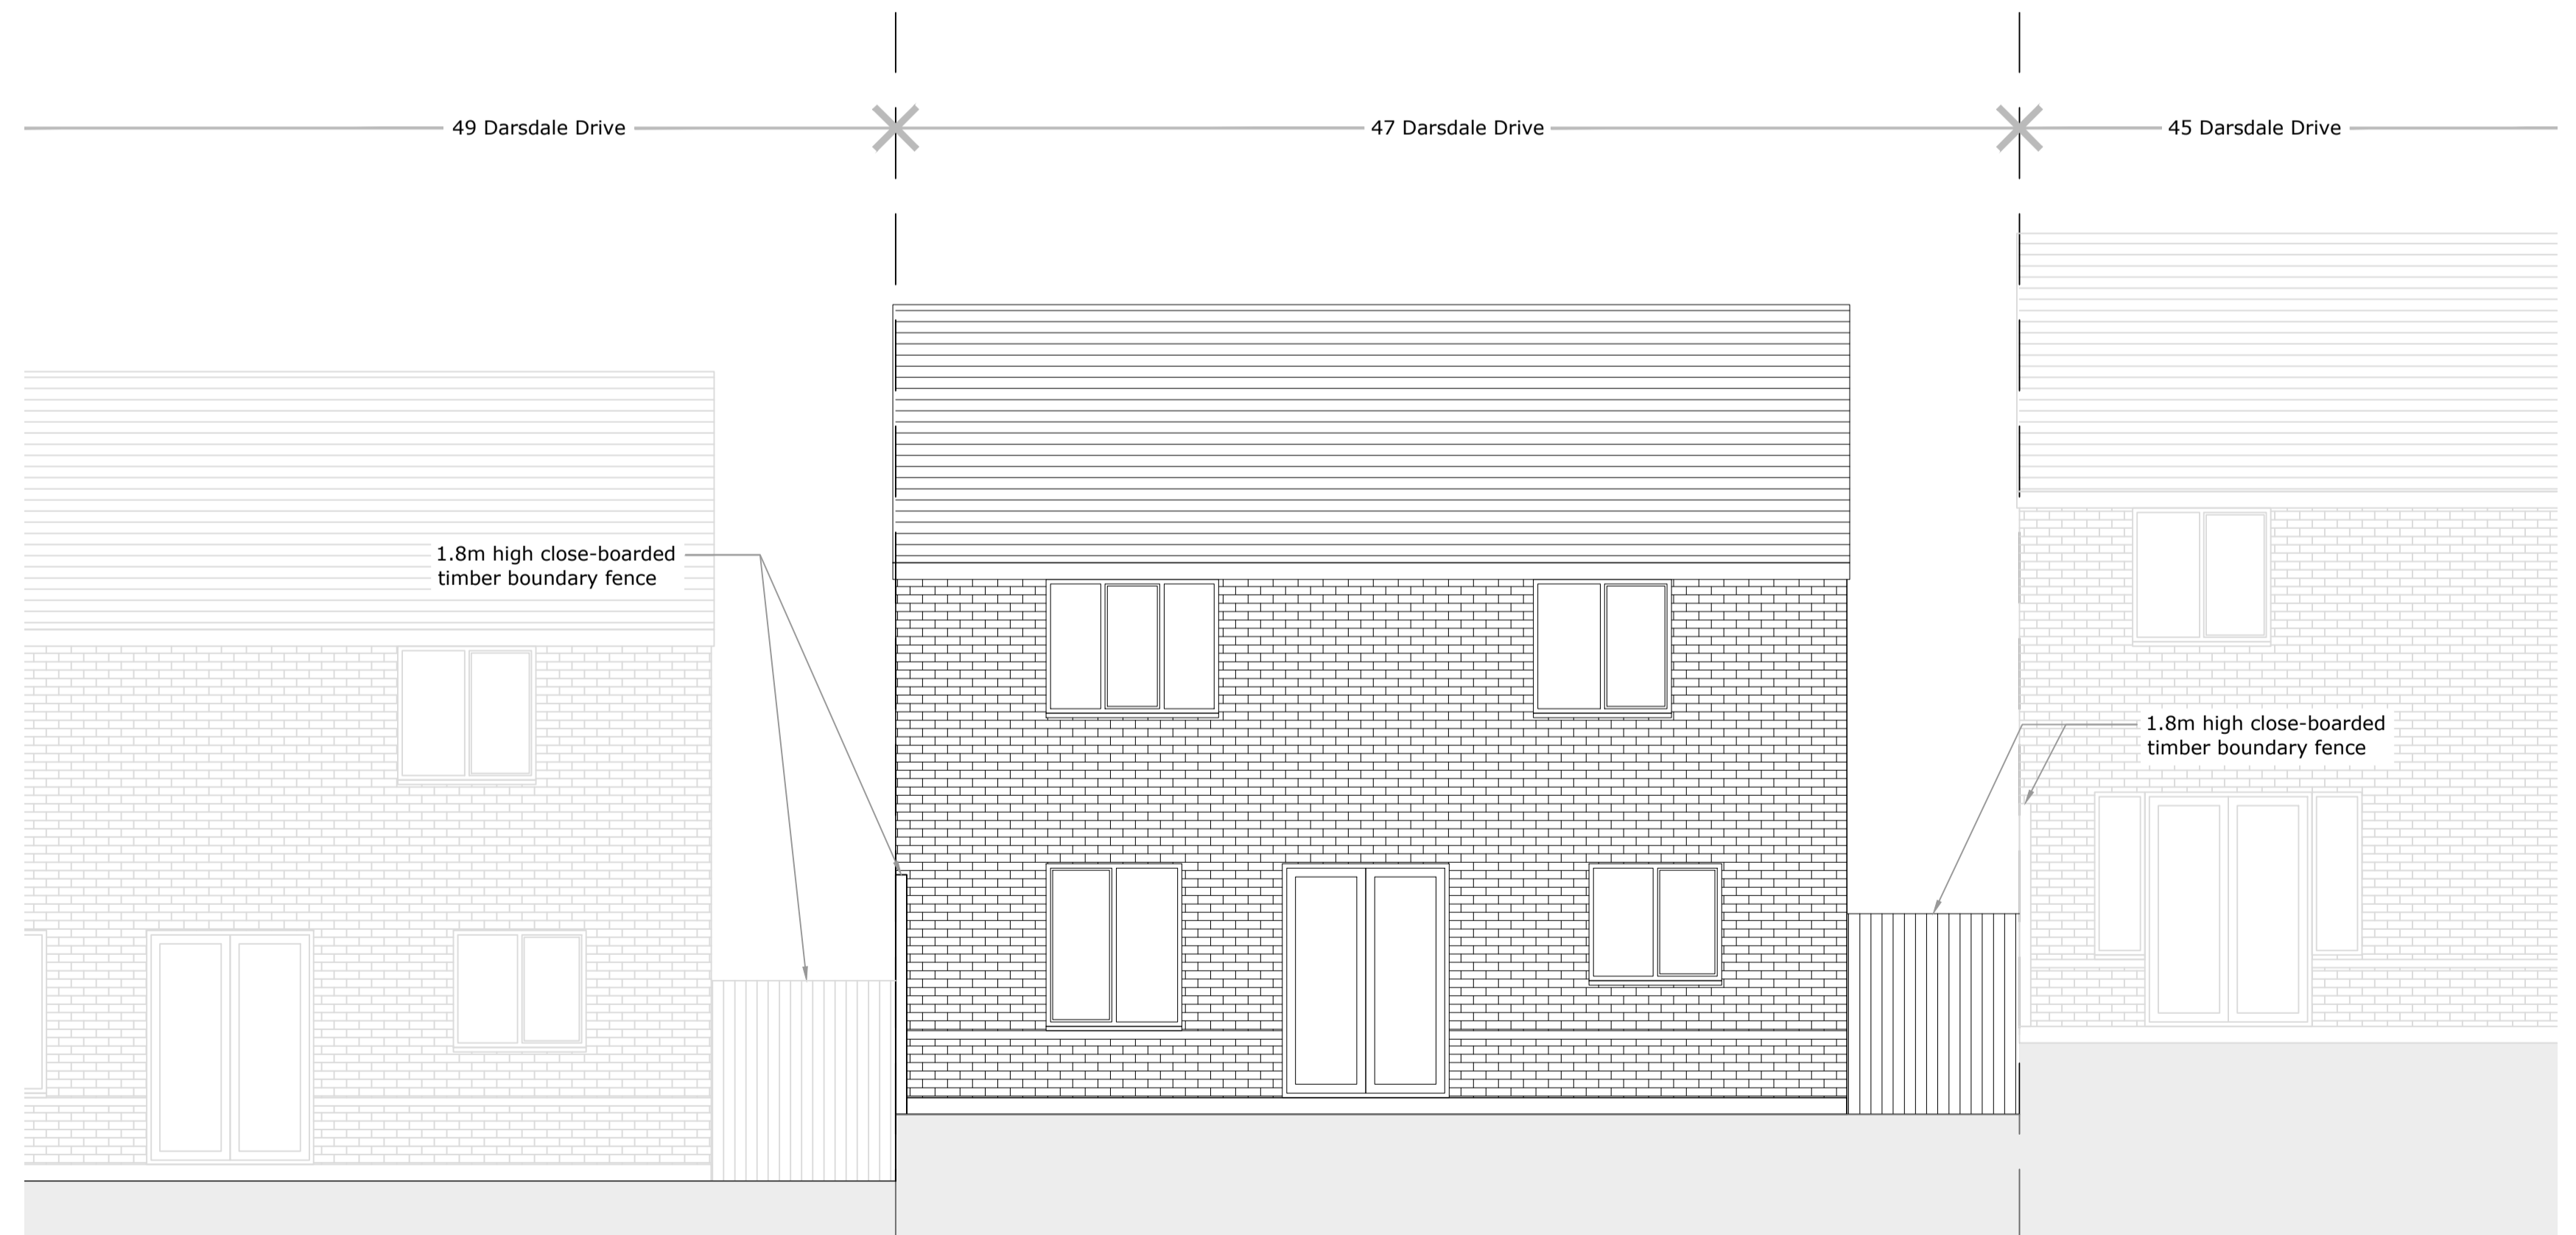 49 Darsdale Drive
47 Darsdale Drive
45 Darsdale Drive
1.8m high close-boarded
timber boundary fence
1.8m high close-boarded
timber boundary fence